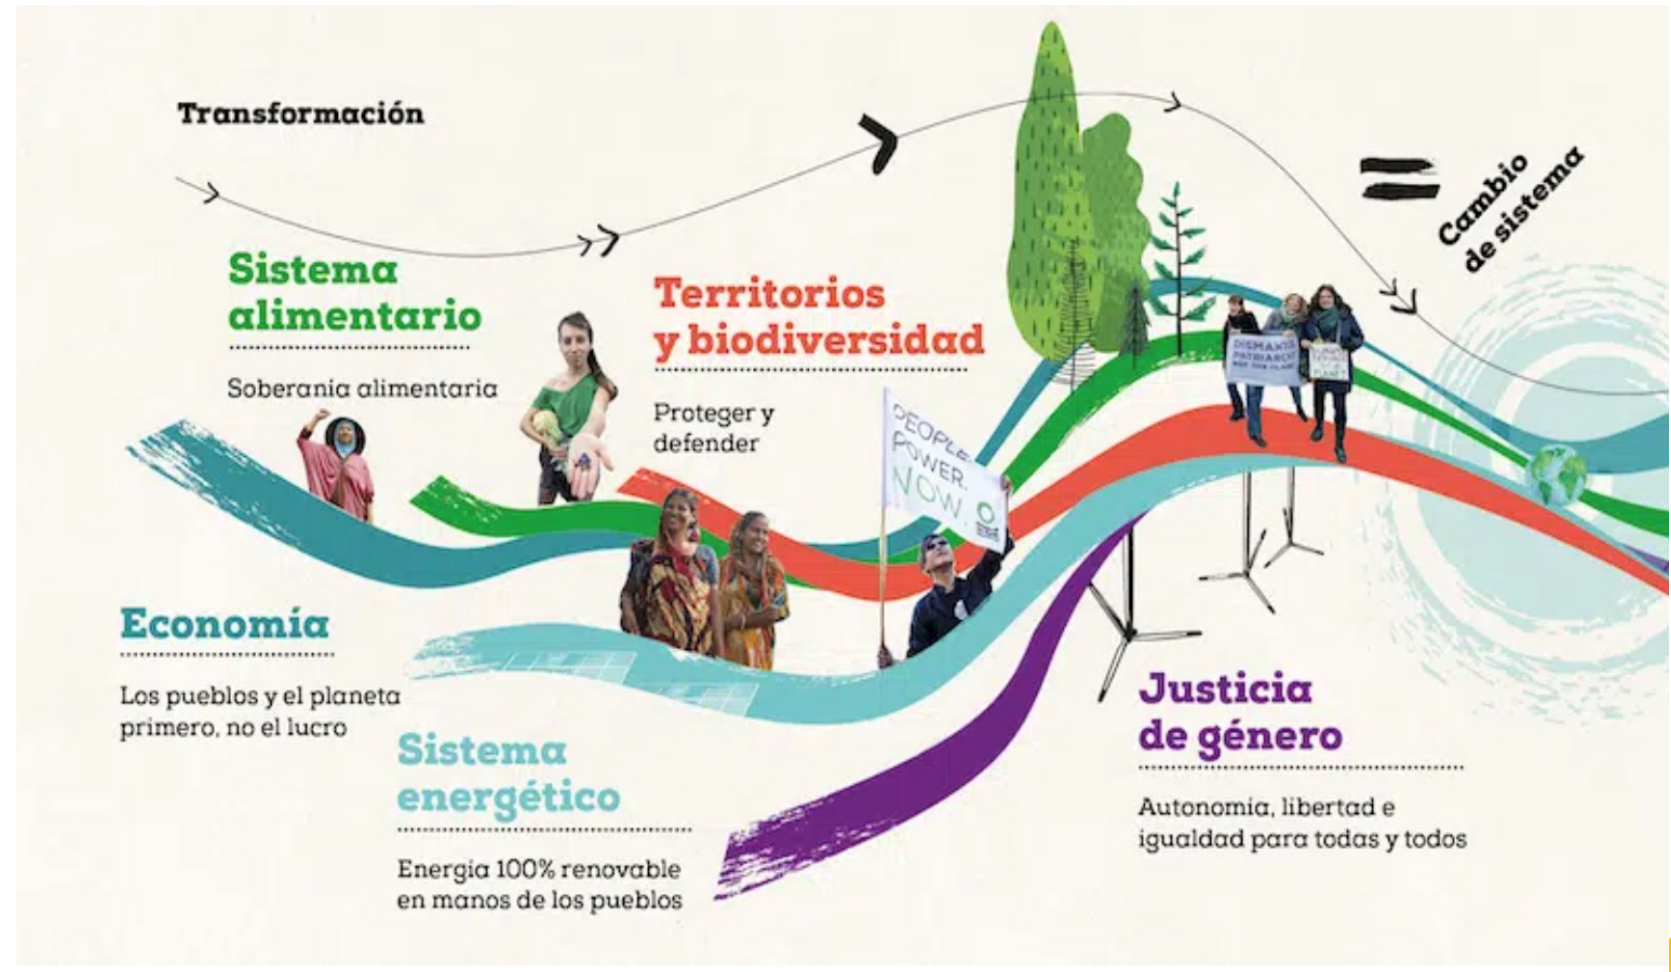 Transformación
=
Cambio
de sistema
Sistema
alimentario
Soberanía alimentaria
Territorios
y biodiversidad
Proteger y
defender
PEOPLE
POWER.
NOW.
DISMANTLE
PATRIARCHY
Economía
Los pueblos y el planeta
primero, no el lucro
Sistema
energético
Energía 100% renovable
en manos de los pueblos
Justicia
de género
Autonomía, libertad e
igualdad para todas y todos